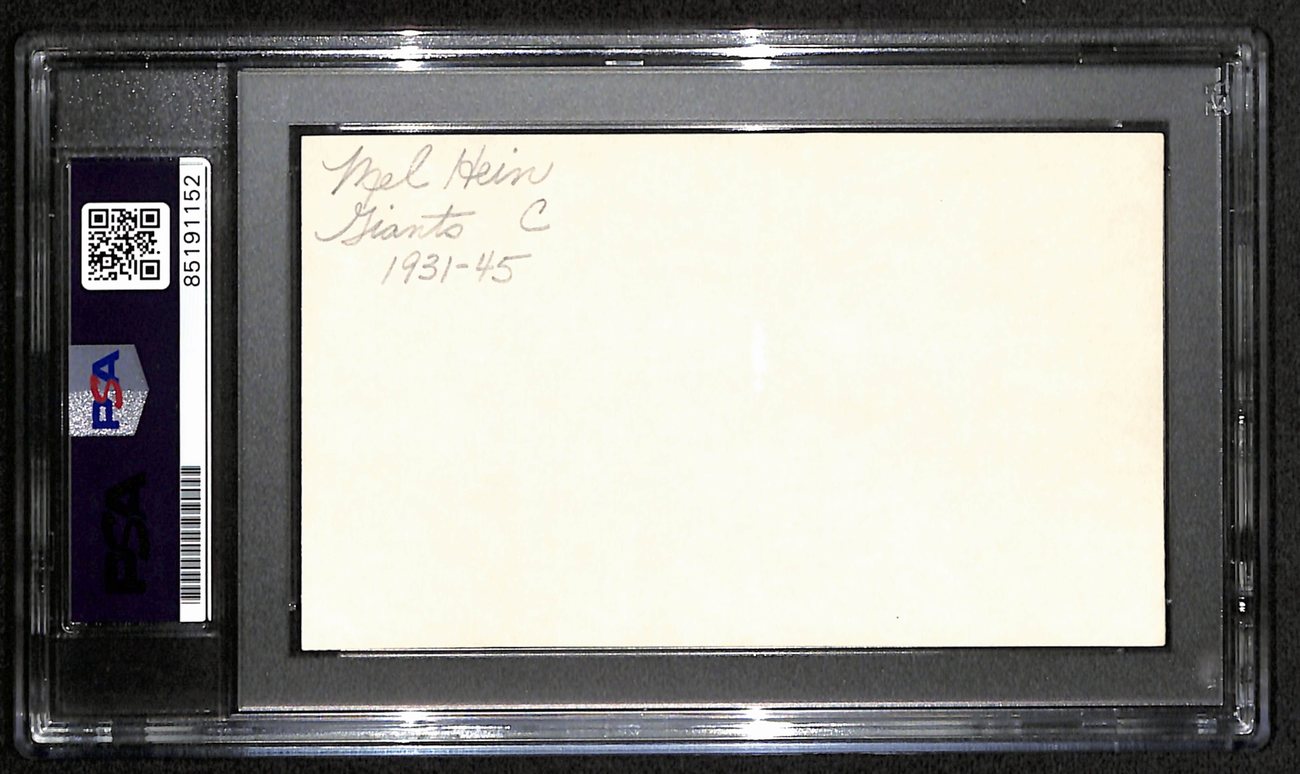 Mel Hein
Giants C
1931-45
85191152
PSA
PSA